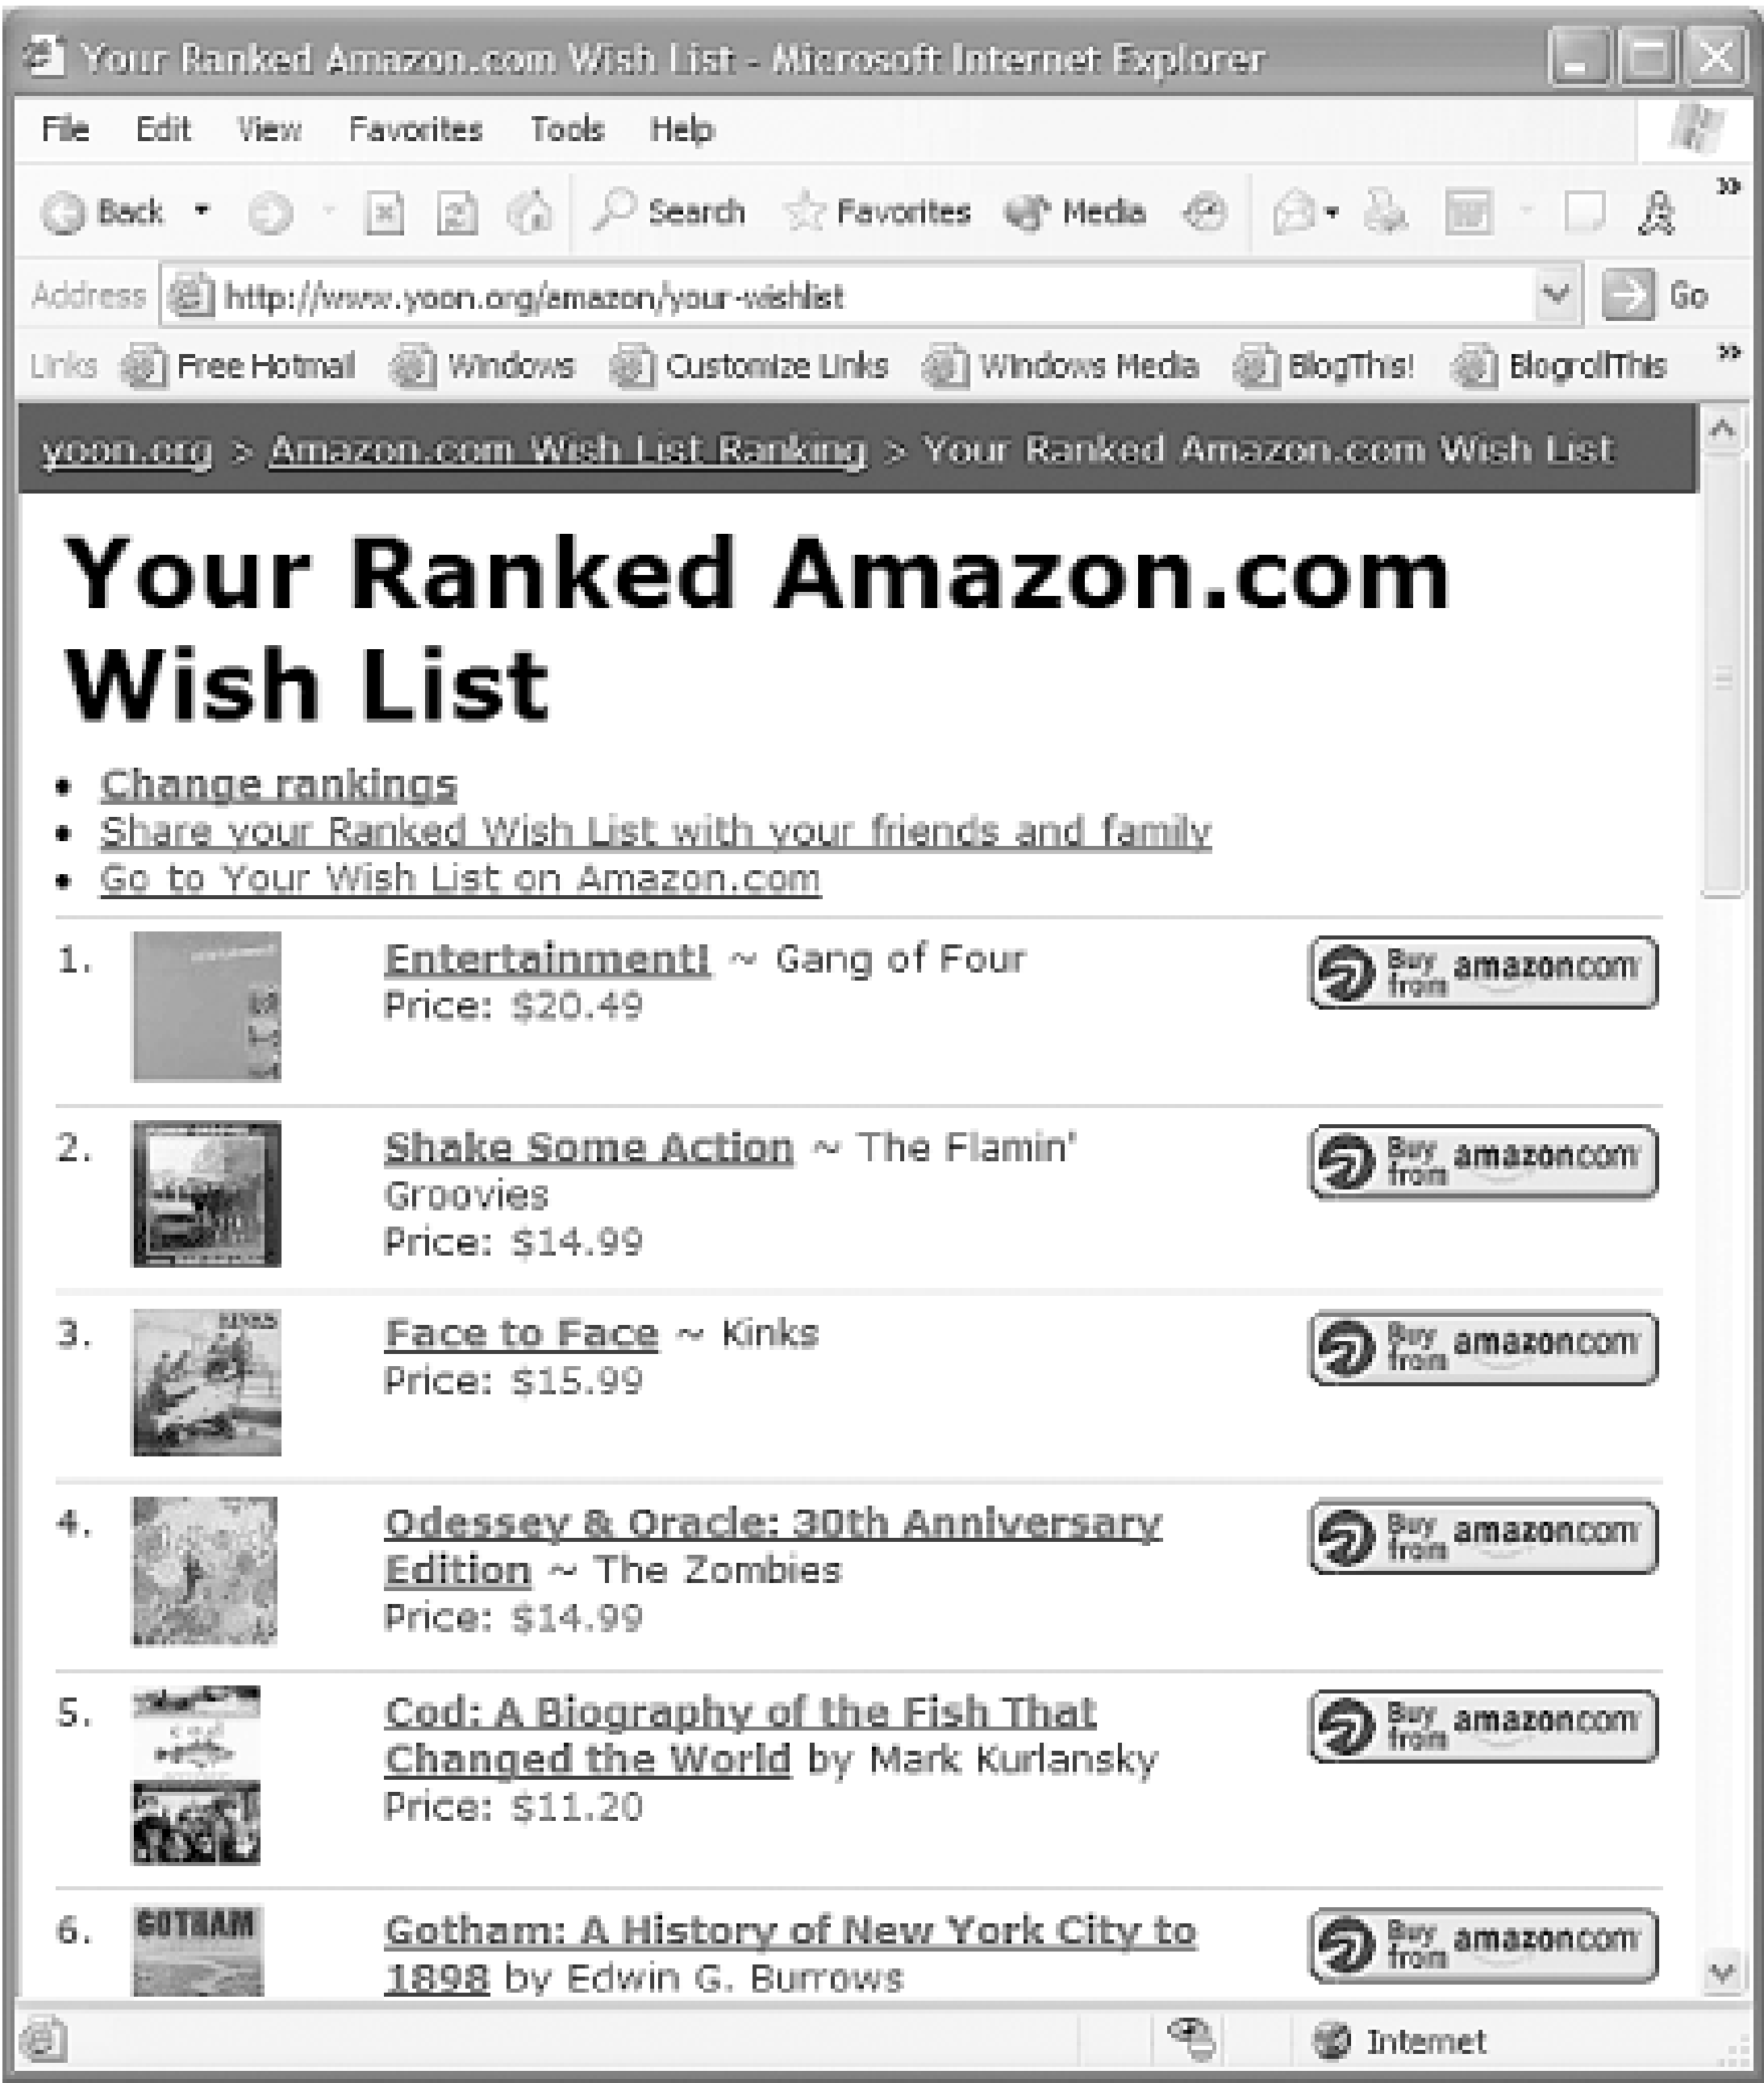 Your Ranked Amazon.com Wish List - Microsoft Internet Explorer
File Edit View Favorites Tools Help
Back Search Favorites Media »
Address http://www.yoon.org/amazon/your-wishlist Go
Links Free Hotmail Windows Customize Links Windows Media BlogThis! BlogrollThis »
yoon.org > Amazon.com Wish List Ranking > Your Ranked Amazon.com Wish List
Your Ranked Amazon.com
Wish List
• Change rankings
• Share your Ranked Wish List with your friends and family
• Go to Your Wish List on Amazon.com
1. Entertainment! ~ Gang of Four
Price: $20.49
Buy from amazon.com
2. Shake Some Action ~ The Flamin'
Groovies
Price: $14.99
Buy from amazon.com
3. Face to Face ~ Kinks
Price: $15.99
KINKS
Buy from amazon.com
4. Odessey & Oracle: 30th Anniversary
Edition ~ The Zombies
Price: $14.99
Buy from amazon.com
5. Cod: A Biography of the Fish That
Changed the World by Mark Kurlansky
Price: $11.20
cod
Buy from amazon.com
6. Gotham: A History of New York City to
1898 by Edwin G. Burrows
GOTHAM
Buy from amazon.com
Internet